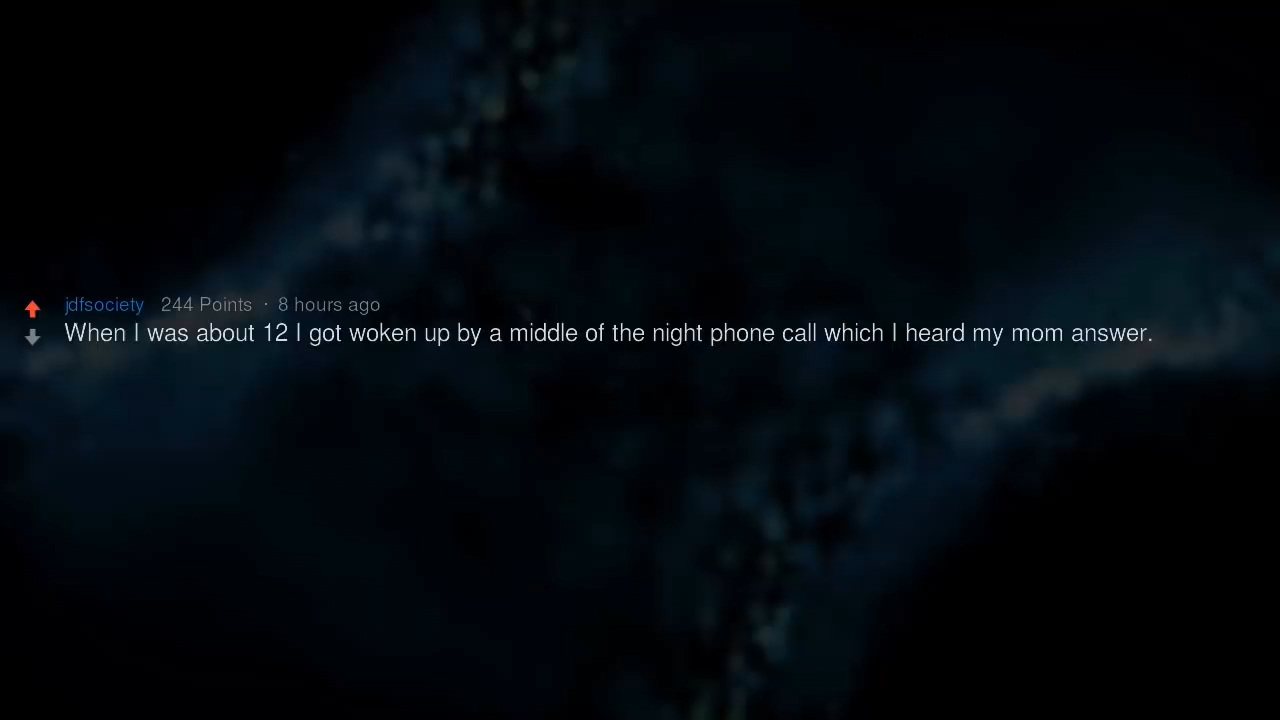 jdfsociety 244 Points · 8 hours ago
When I was about 12 I got woken up by a middle of the night phone call which I heard my mom answer.